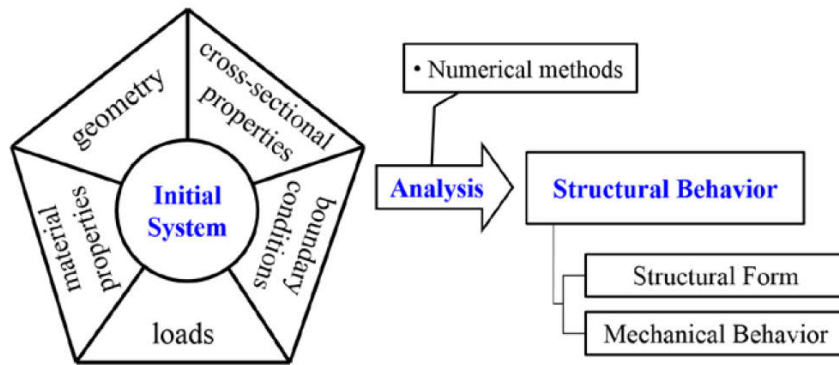 geometry
cross-sectional
properties
material
properties
Initial
System
boundary
conditions
loads
• Numerical methods
Analysis
Structural Behavior
Structural Form
Mechanical Behavior